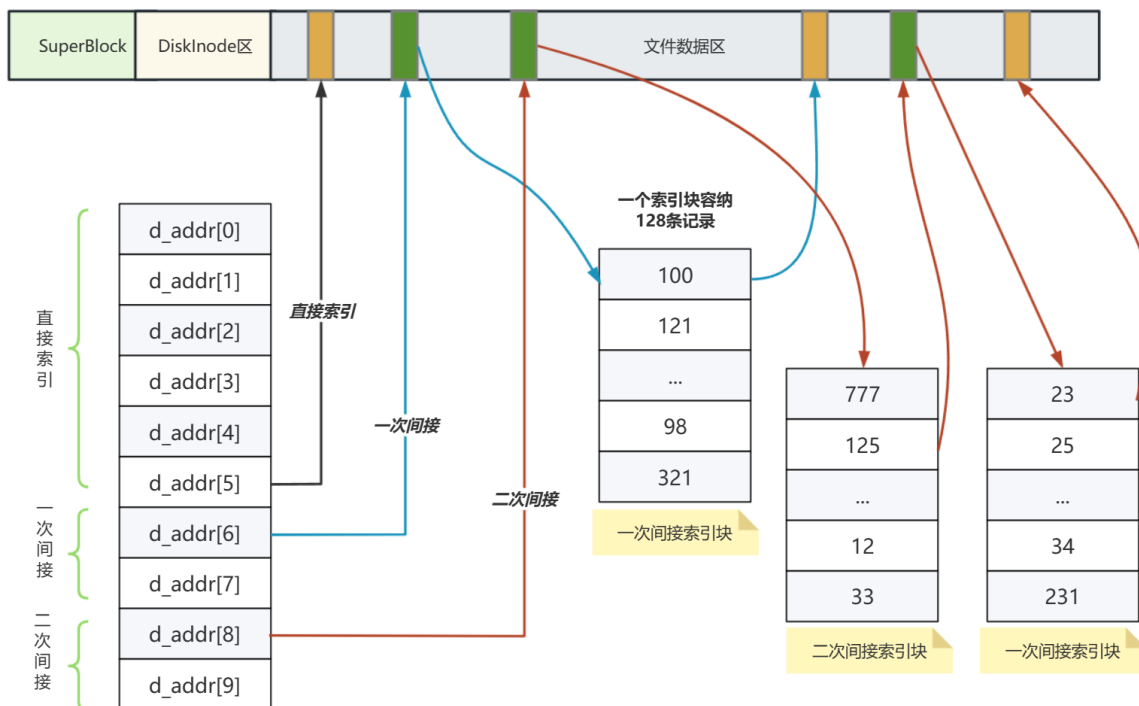 SuperBlock
DiskInode区
文件数据区
直接索引
一次间接
二次间接
d_addr[0]
d_addr[1]
d_addr[2]
d_addr[3]
d_addr[4]
d_addr[5]
d_addr[6]
d_addr[7]
d_addr[8]
d_addr[9]
直接索引
一次间接
二次间接
一个索引块容纳
128条记录
100
121
...
98
321
一次间接索引块
777
125
...
12
33
二次间接索引块
23
25
...
34
231
一次间接索引块